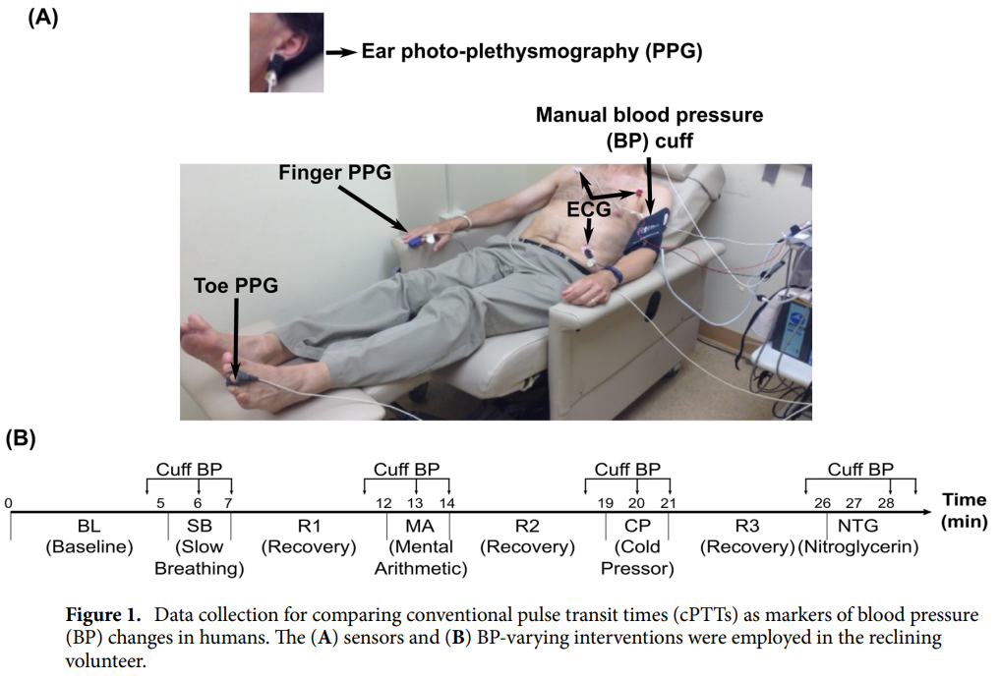 (A)
Ear photo-plethysmography (PPG)
Manual blood pressure
(BP) cuff
Finger PPG
ECG
Toe PPG
(B)
Cuff BP Cuff BP Cuff BP Cuff BP
0 5 6 7 12 13 14 19 20 21 26 27 28 Time
(min)
BL SB R1 MA R2 CP R3 NTG
(Baseline) (Slow (Recovery) (Mental (Recovery) (Cold (Recovery) (Nitroglycerin)
Breathing) Arithmetic) Pressor)
Figure 1. Data collection for comparing conventional pulse transit times (cPTTs) as markers of blood pressure
(BP) changes in humans. The (A) sensors and (B) BP-varying interventions were employed in the reclining
volunteer.